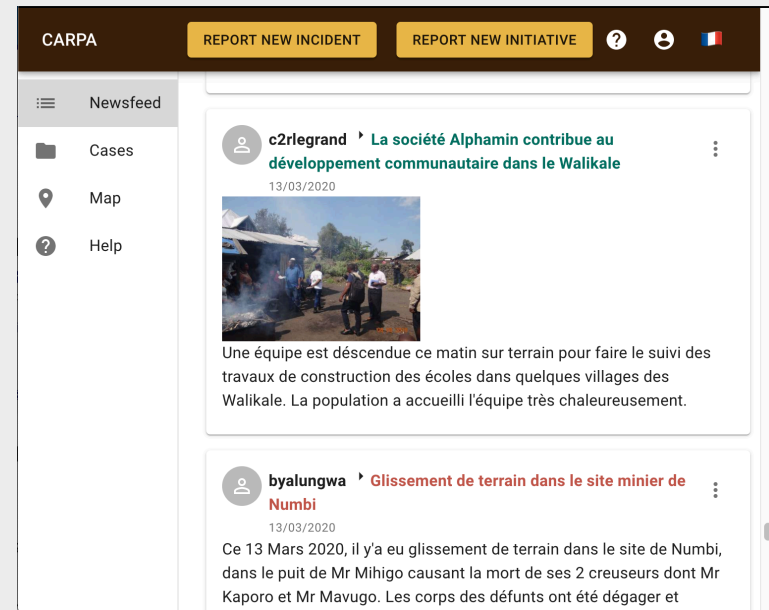 CARPA
REPORT NEW INCIDENT
REPORT NEW INITIATIVE
Newsfeed
Cases
Map
Help
c2rlegrand La société Alphamin contribue au
développement communautaire dans le Walikale
13/03/2020
Une équipe est déscendue ce matin sur terrain pour faire le suivi des
travaux de construction des écoles dans quelques villages des
Walikale. La population a accueilli l'équipe très chaleureusement.
byalungwa Glissement de terrain dans le site minier de
Numbi
13/03/2020
Ce 13 Mars 2020, il y'a eu glissement de terrain dans le site de Numbi,
dans le puit de Mr Mihigo causant la mort de ses 2 creuseurs dont Mr
Kaporo et Mr Mavugo. Les corps des défunts ont été dégager et